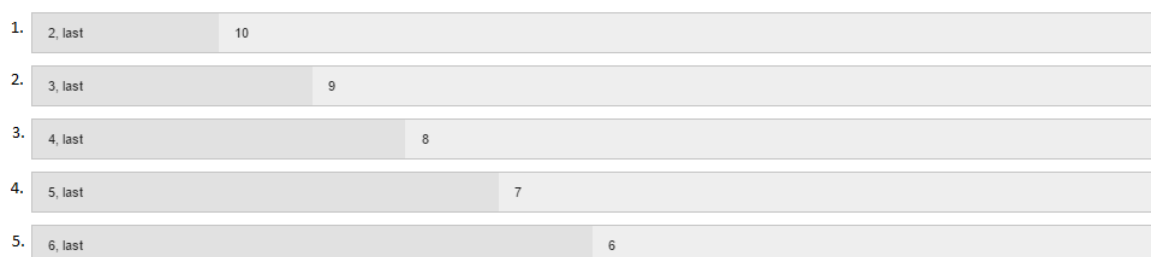 1. 2, last 10
2. 3, last 9
3. 4, last 8
4. 5, last 7
5. 6, last 6